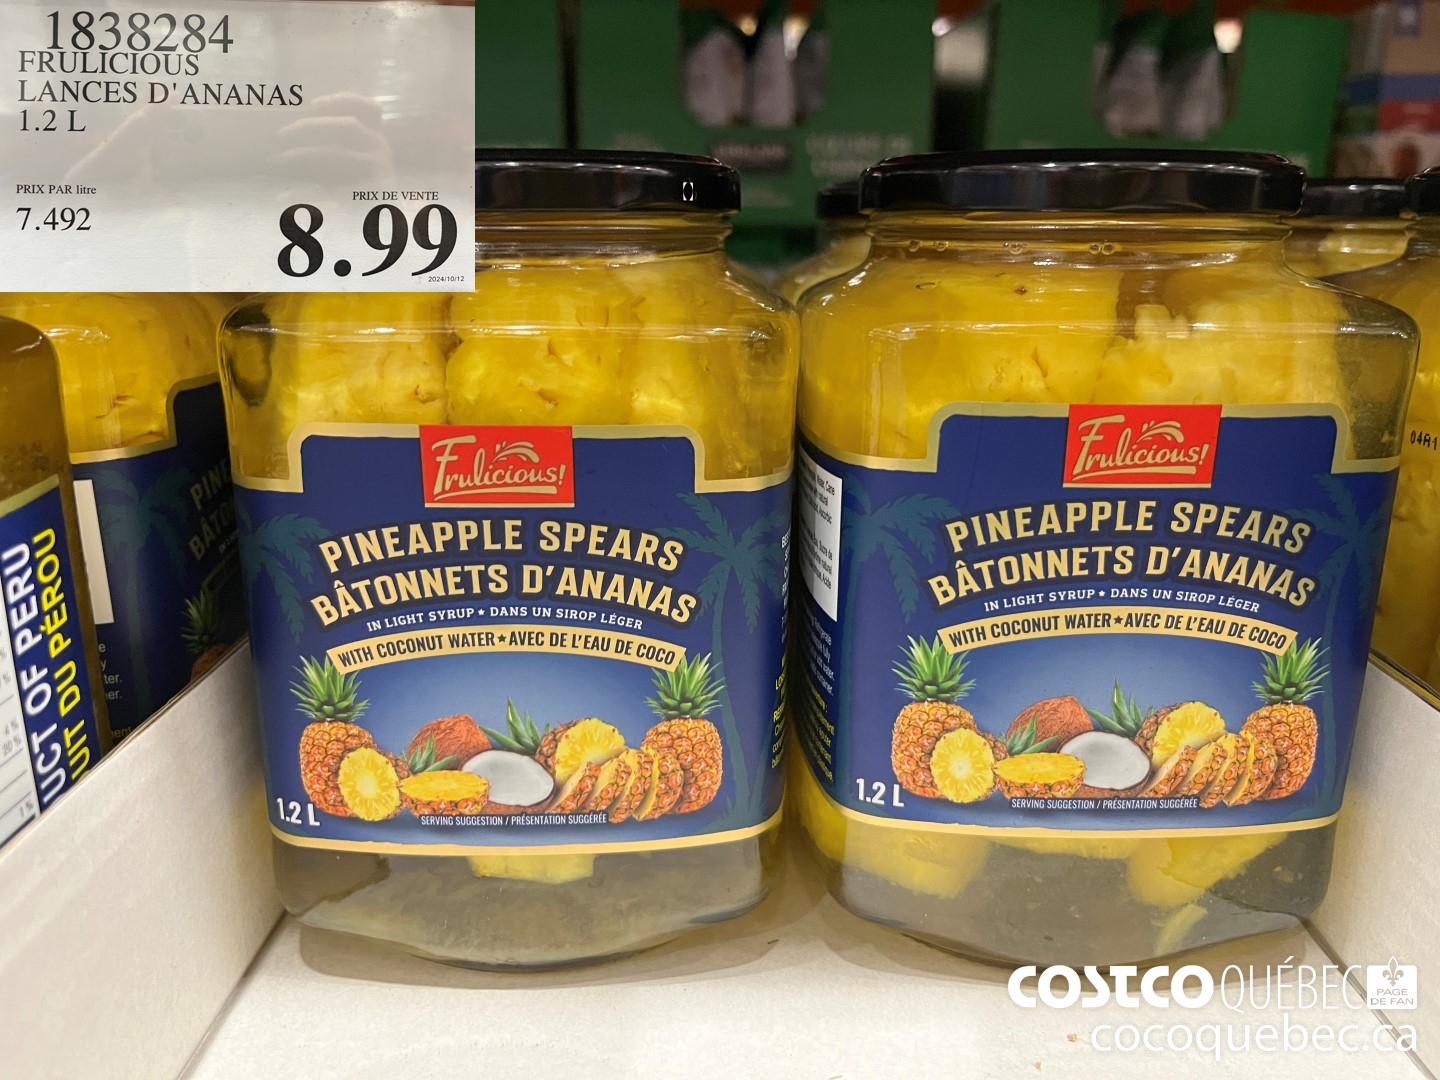 1838284
FRULICIOUS
LANCES D'ANANAS
1.2 L
PRIX PAR litre
7.492
PRIX DE VENTE
8.99
2024/10/12
Frulicious!
PINEAPPLE SPEARS
BÂTONNETS D'ANANAS
IN LIGHT SYRUP ★ DANS UN SIROP LÉGER
WITH COCONUT WATER ★ AVEC DE L'EAU DE COCO
1.2 L
SERVING SUGGESTION / PRÉSENTATION SUGGÉRÉE
Frulicious!
PINEAPPLE SPEARS
BÂTONNETS D'ANANAS
IN LIGHT SYRUP ★ DANS UN SIROP LÉGER
WITH COCONUT WATER ★ AVEC DE L'EAU DE COCO
1.2 L
SERVING SUGGESTION / PRÉSENTATION SUGGÉRÉE
UCT OF PERU
UIT DU PÉROU
PINE
BÂTO
COSTCO QUÉBEC
PAGE
DE FAN
cocoquebec.ca